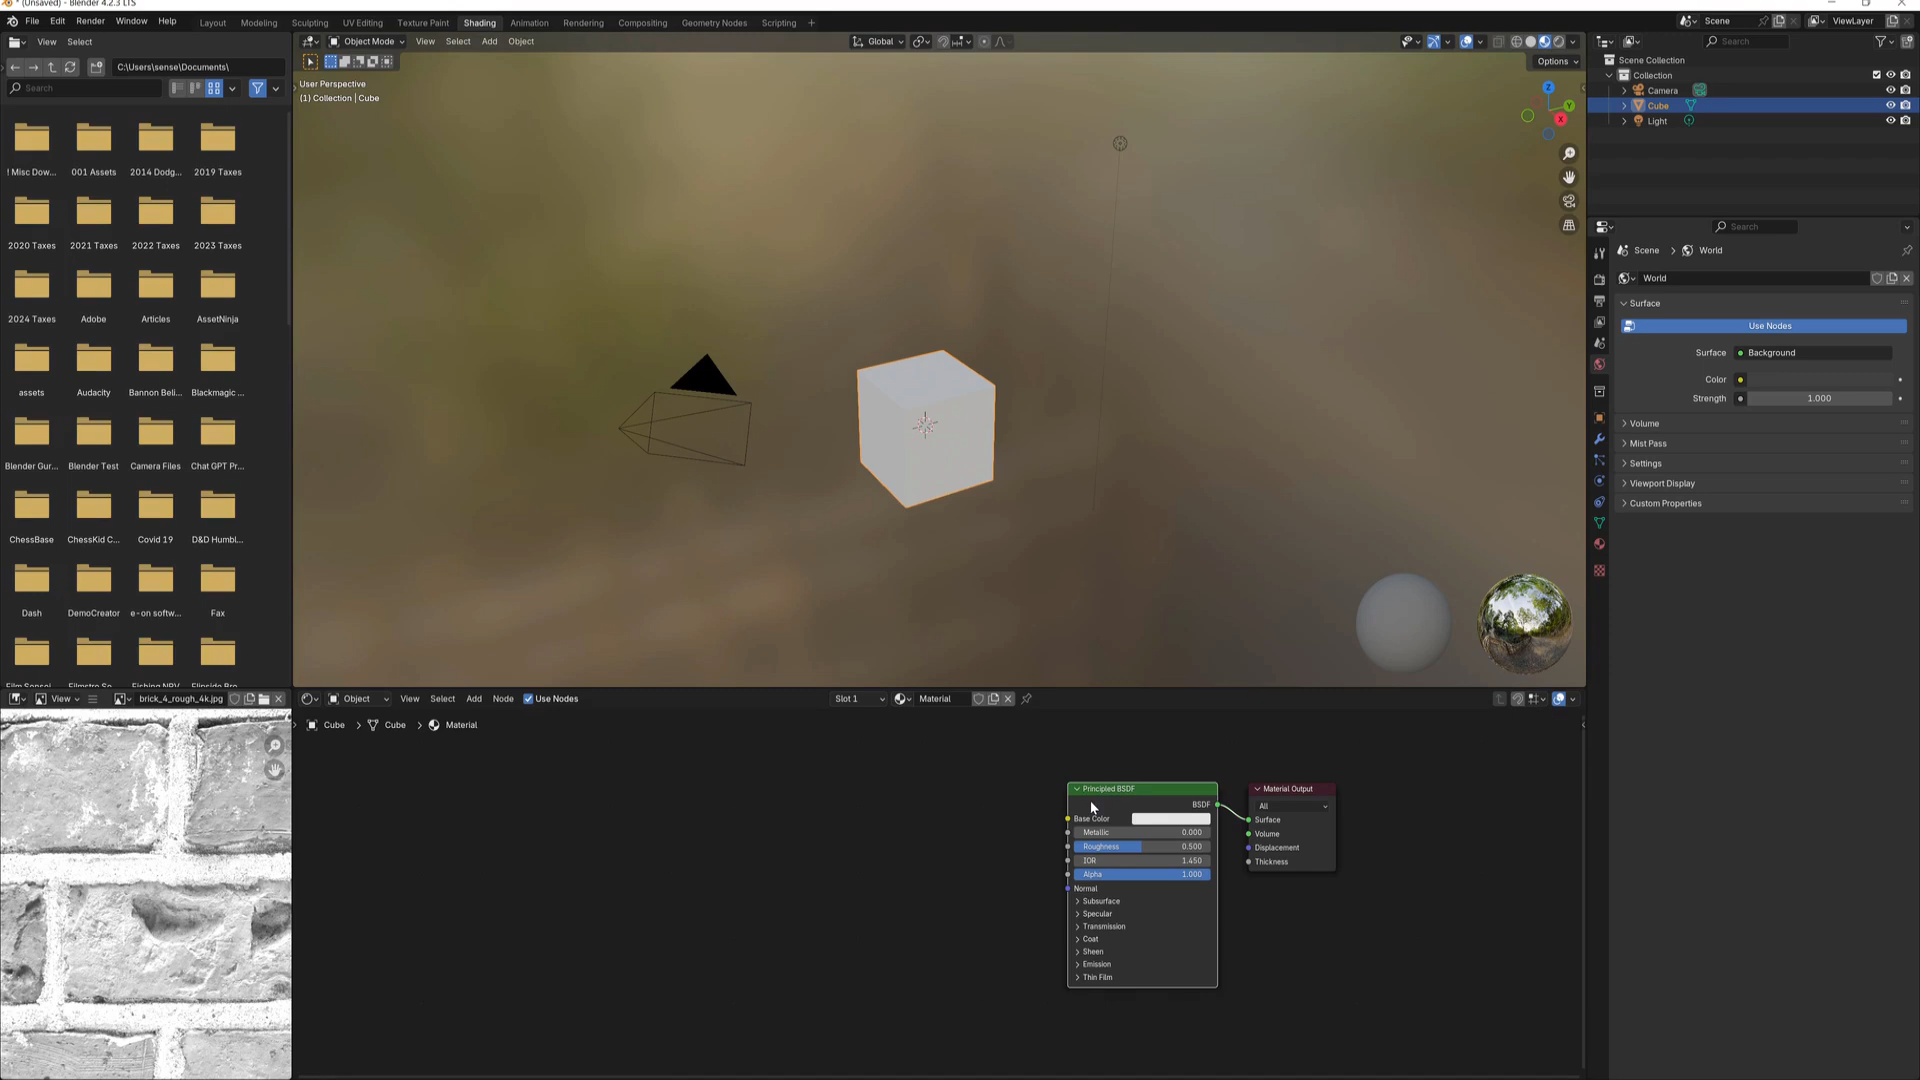 * (Unsaved) - Blender 4.2.3 LTS
File Edit Render Window Help Layout Modeling Sculpting UV Editing Texture Paint Shading Animation Rendering Compositing Geometry Nodes Scripting + Scene ViewLayer
View Select
C:\Users\sense\Documents\
Search
! Misc Dow... 001 Assets 2014 Dodg... 2019 Taxes
2020 Taxes 2021 Taxes 2022 Taxes 2023 Taxes
2024 Taxes Adobe Articles AssetNinja
assets Audacity Bannon Beli... Blackmagic ...
Blender Gur... Blender Test Camera Files Chat GPT Pr...
ChessBase ChessKid C... Covid 19 D&D Humbl...
Dash DemoCreator e-on softw... Fax
Object Mode View Select Add Object Global
Options
User Perspective
(1) Collection | Cube
Z
Y
X
Search
Scene Collection
Collection
Camera
Cube
Light
Search
Scene > World
World
Surface
Use Nodes
Surface Background
Color
Strength 1.000
Volume
Mist Pass
Settings
Viewport Display
Custom Properties
View brick_4_rough_4k.jpg
Object View Select Add Node Use Nodes Slot 1 Material
Cube > Cube > Material
Principled BSDF
BSDF
Base Color
Metallic 0.000
Roughness 0.500
IOR 1.450
Alpha 1.000
Normal
Subsurface
Specular
Transmission
Coat
Sheen
Emission
Thin Film
Material Output
All
Surface
Volume
Displacement
Thickness